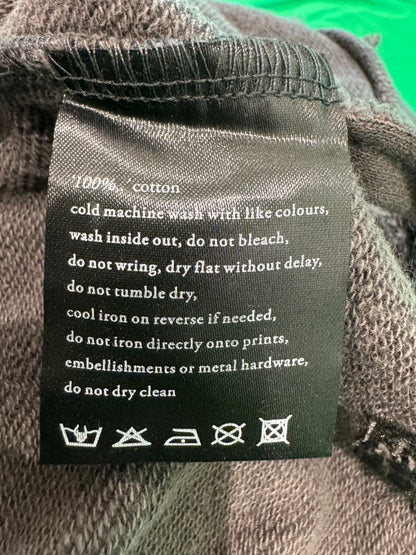 100% cotton
cold machine wash with like colours,
wash inside out, do not bleach,
do not wring, dry flat without delay,
do not tumble dry,
cool iron on reverse if needed,
do not iron directly onto prints,
embellishments or metal hardware,
do not dry clean